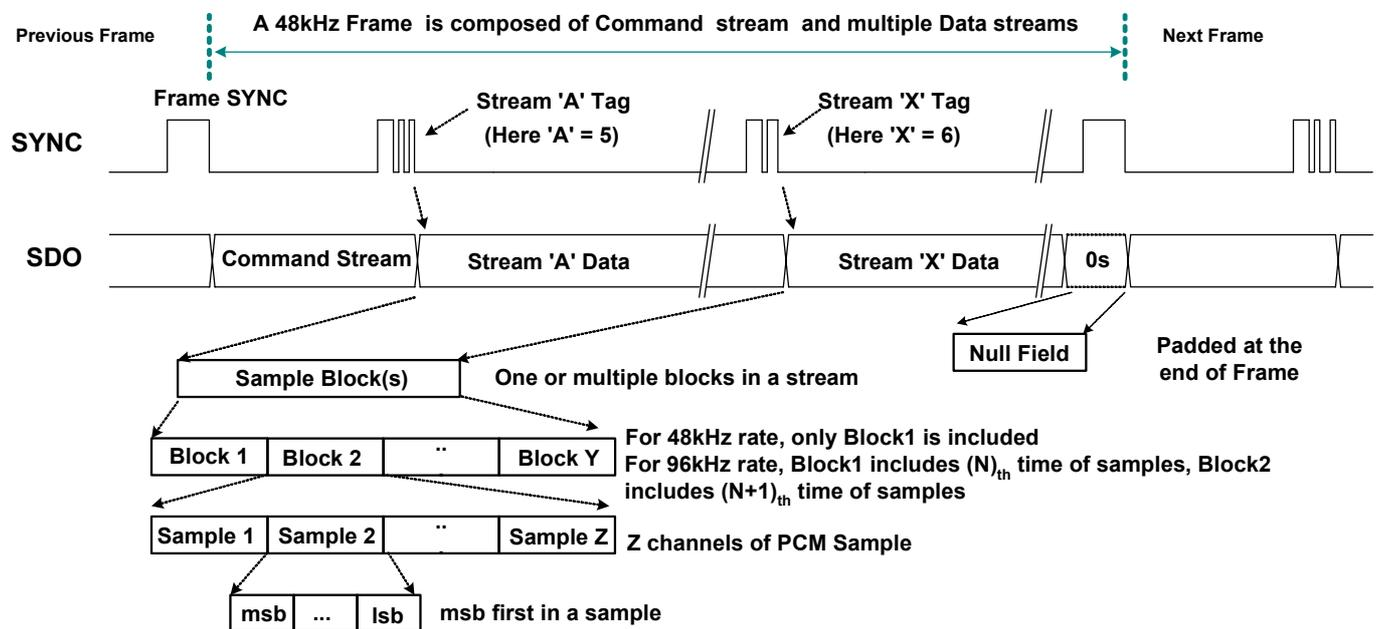 A 48kHz Frame is composed of Command stream and multiple Data streams
Previous Frame
Next Frame
Frame SYNC
Stream 'A' Tag
(Here 'A' = 5)
Stream 'X' Tag
(Here 'X' = 6)
SYNC
SDO
Command Stream
Stream 'A' Data
Stream 'X' Data
0s
Null Field
Padded at the
end of Frame
Sample Block(s)
One or multiple blocks in a stream
Block 1
Block 2
..
Block Y
For 48kHz rate, only Block1 is included
For 96kHz rate, Block1 includes (N)th time of samples, Block2
includes (N+1)th time of samples
Sample 1
Sample 2
..
Sample Z
Z channels of PCM Sample
msb
...
lsb
msb first in a sample